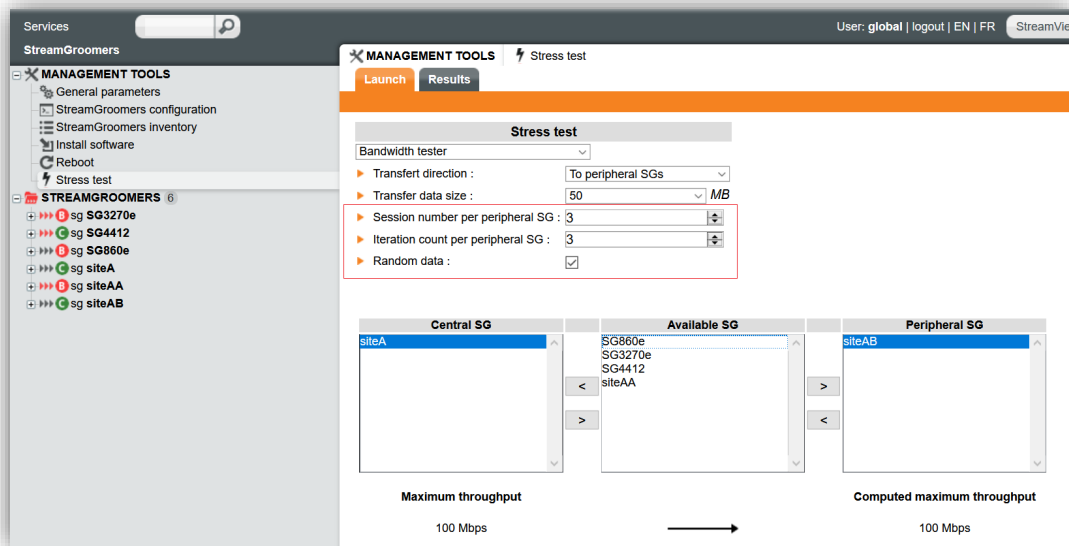 Services
User: global | logout | EN | FR
StreamVie
StreamGroomers
MANAGEMENT TOOLS
General parameters
StreamGroomers configuration
StreamGroomers inventory
Install software
Reboot
Stress test
STREAMGROOMERS 6
B sg SG3270e
C sg SG4412
B sg SG860e
C sg siteA
B sg siteAA
C sg siteAB
MANAGEMENT TOOLS Stress test
Launch Results
Stress test
Bandwidth tester
Transfert direction : To peripheral SGs
Transfer data size : 50 MB
Session number per peripheral SG : 3
Iteration count per peripheral SG : 3
Random data :
Central SG Available SG Peripheral SG
siteA SG860e siteAB
SG3270e
SG4412
siteAA
< >
> <
Maximum throughput Computed maximum throughput
100 Mbps 100 Mbps